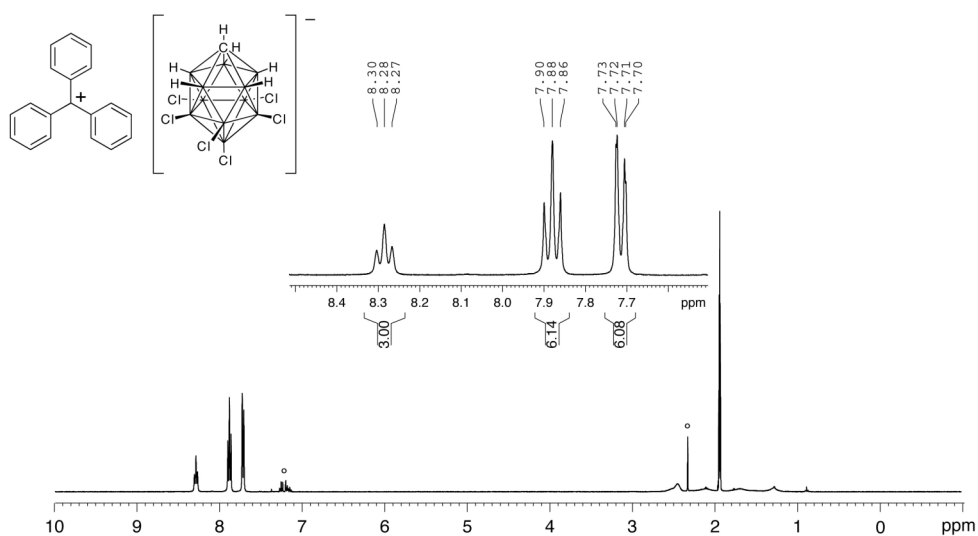 H
C
H
H
H
H
H
Cl
Cl
Cl
Cl
Cl
Cl
+
−
8.30
8.28
8.27
7.90
7.88
7.86
7.73
7.72
7.71
7.70
8.4 8.3 8.2 8.1 8.0 7.9 7.8 7.7 ppm
3.00
6.14
6.08
10 9 8 7 6 5 4 3 2 1 0 ppm